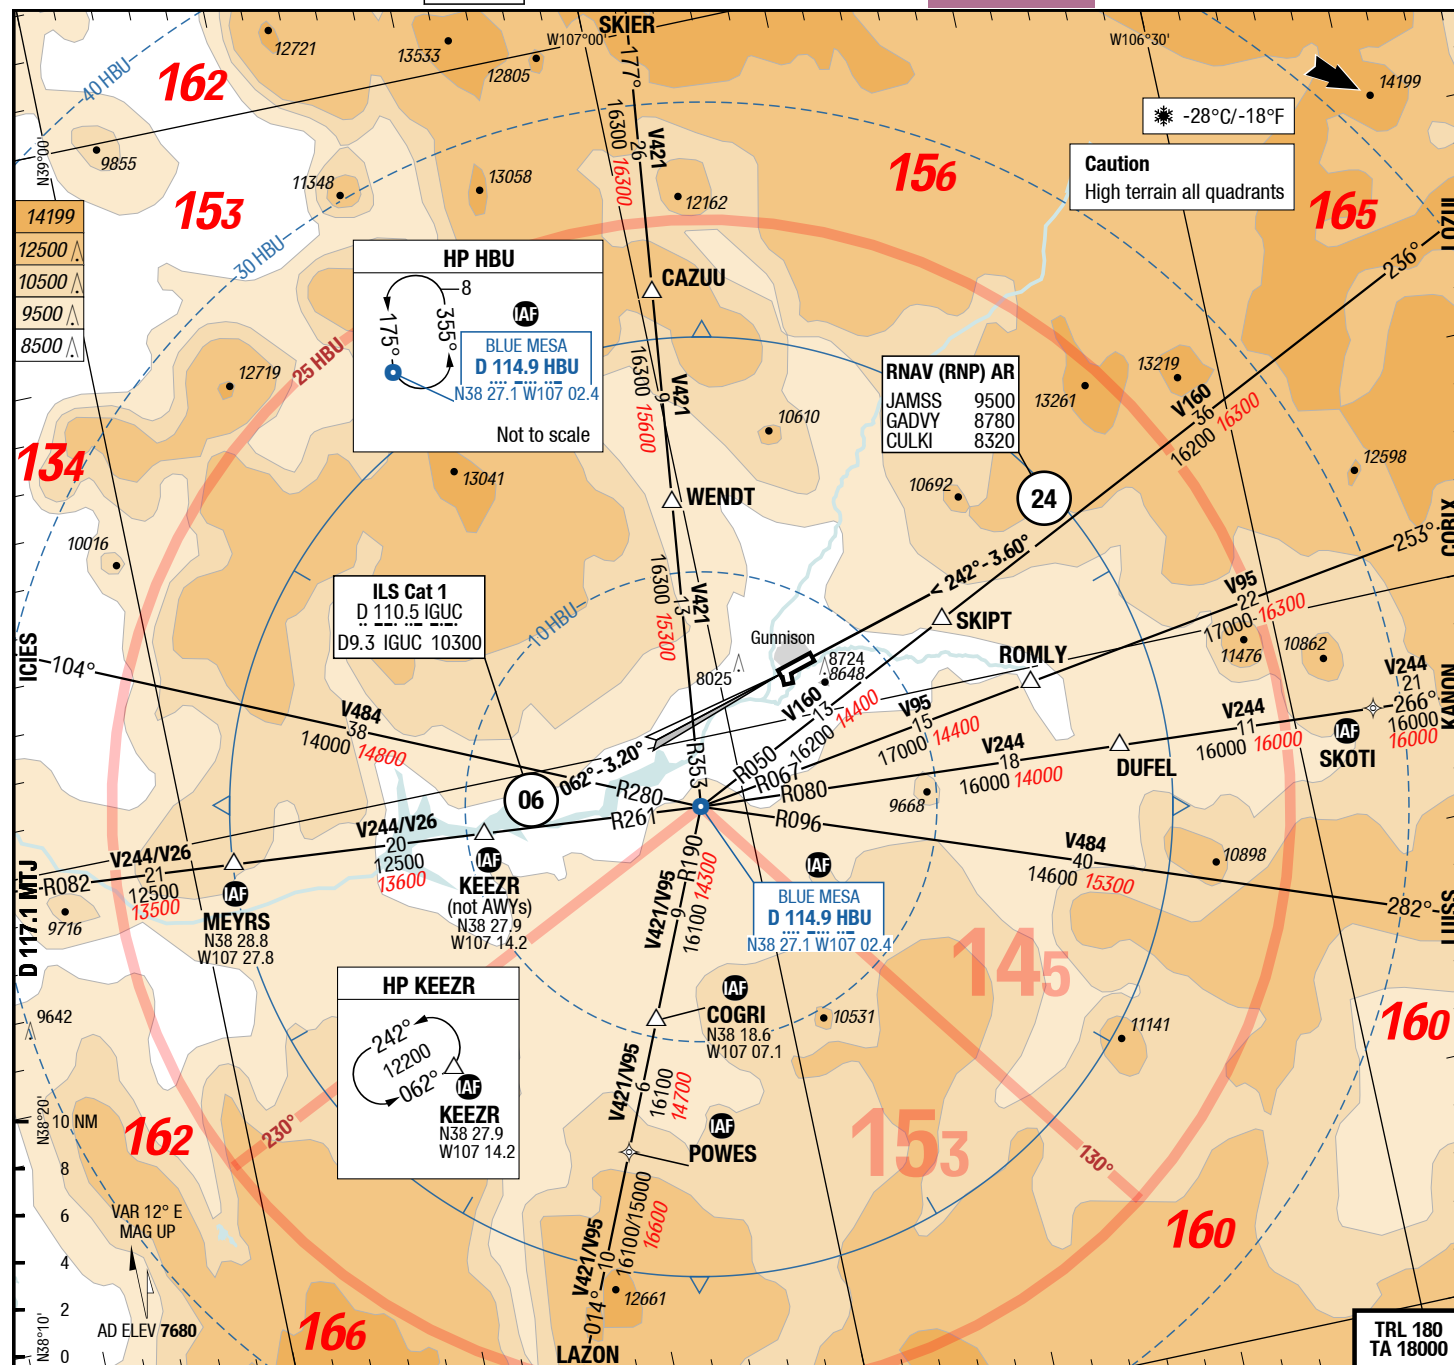 SKIER
W107°00'
W106°30'
177°
12721
13533
12805
14199
40 HBU
162
-28°C/-18°F
V421
26
16300 16300
N39°00'
9855
Caution
High terrain all quadrants
156
11348
13058
12162
153
165
LOZUL
14199
12500
10500
9500
8500
30 HBU
236°
HP HBU
8
175°
355°
IAF
BLUE MESA
D 114.9 HBU
N38 27.1 W107 02.4
Not to scale
CAZUU
25 HBU
12719
V421
9
16300 15600
RNAV (RNP) AR
JAMSS 9500
GADVY 8780
CULKI 8320
13219
13261
V160
36
16200 16300
10610
134
13041
12598
10692
24
WENDT
10016
CORIX
253°
< 242°- 3.60°
ILS Cat 1
D 110.5 IGUC
D9.3 IGUC 10300
10 HBU
V421
13
16300 15300
V95
22
17000 16300
SKIPT
Gunnison
11476
10862
ICIES
104°
ROMLY
8025
8724
8648
V244
21
266°
16000
16000
KANON
V484
38
14000 14800
V160
13
16200 14400
V95
15
17000 14400
V244
11
16000 16000
IAF
SKOTI
R353
R050
R067
V244
18
16000 14000
DUFEL
062°- 3.20°
06
R280
R261
R080
R096
9668
V244/V26
20
12500
13600
V244/V26
21
12500
13500
R082
D 117.1 MTJ
V484
40
14600 15300
10898
282°
LUISS
R190
IAF
MEYRS
N38 28.8
W107 27.8
9716
IAF
KEEZR
(not AWYs)
N38 27.9
W107 14.2
V421/V95
9
16100 14300
IAF
BLUE MESA
D 114.9 HBU
N38 27.1 W107 02.4
145
HP KEEZR
242°
12200
062°
IAF
KEEZR
N38 27.9
W107 14.2
IAF
COGRI
N38 18.6
W107 07.1
10531
11141
160
9642
V421/V95
6
16100
14700
N38°20'
10 NM
8
6
4
2
0
162
230°
IAF
POWES
153
130°
VAR 12° E
MAG UP
V421/V95
10
16100/15000
16600
160
12661
AD ELEV 7680
166
N38°10'
014°
LAZON
TRL 180
TA 18000